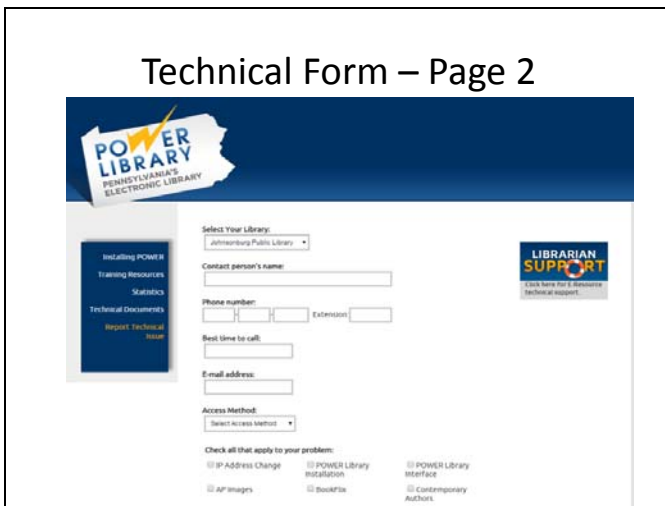 Technical Form – Page 2
POWER
LIBRARY
PENNSYLVANIA'S
ELECTRONIC LIBRARY
Installing POWER
Training Resources
Statistics
Technical Documents
Report Technical
Issue
Select Your Library:
Johnsonburg Public Library
Contact person's name:
Phone number:
- - Extension:
Best time to call:
E-mail address:
Access Method:
Select Access Method
Check all that apply to your problem:
IP Address Change POWER Library POWER Library
Installation Interface
AP Images BookFlix Contemporary
Authors
LIBRARIAN
SUPPORT
Click here for E-Resource
technical support.